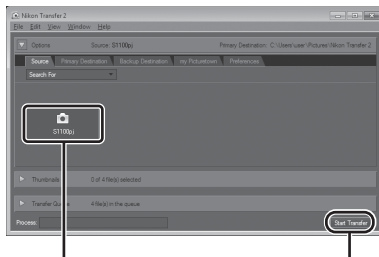 Nikon Transfer 2
File Edit View Window Help
Options Source: S1100pj Primary Destination: C:\Users\user\Pictures\Nikon Transfer 2
Source Primary Destination Backup Destination my Picturetown Preferences
Search For
S1100pj
Thumbnails 0 of 4 file(s) selected
Transfer Queue 4 file(s) in the queue
Process: Start Transfer